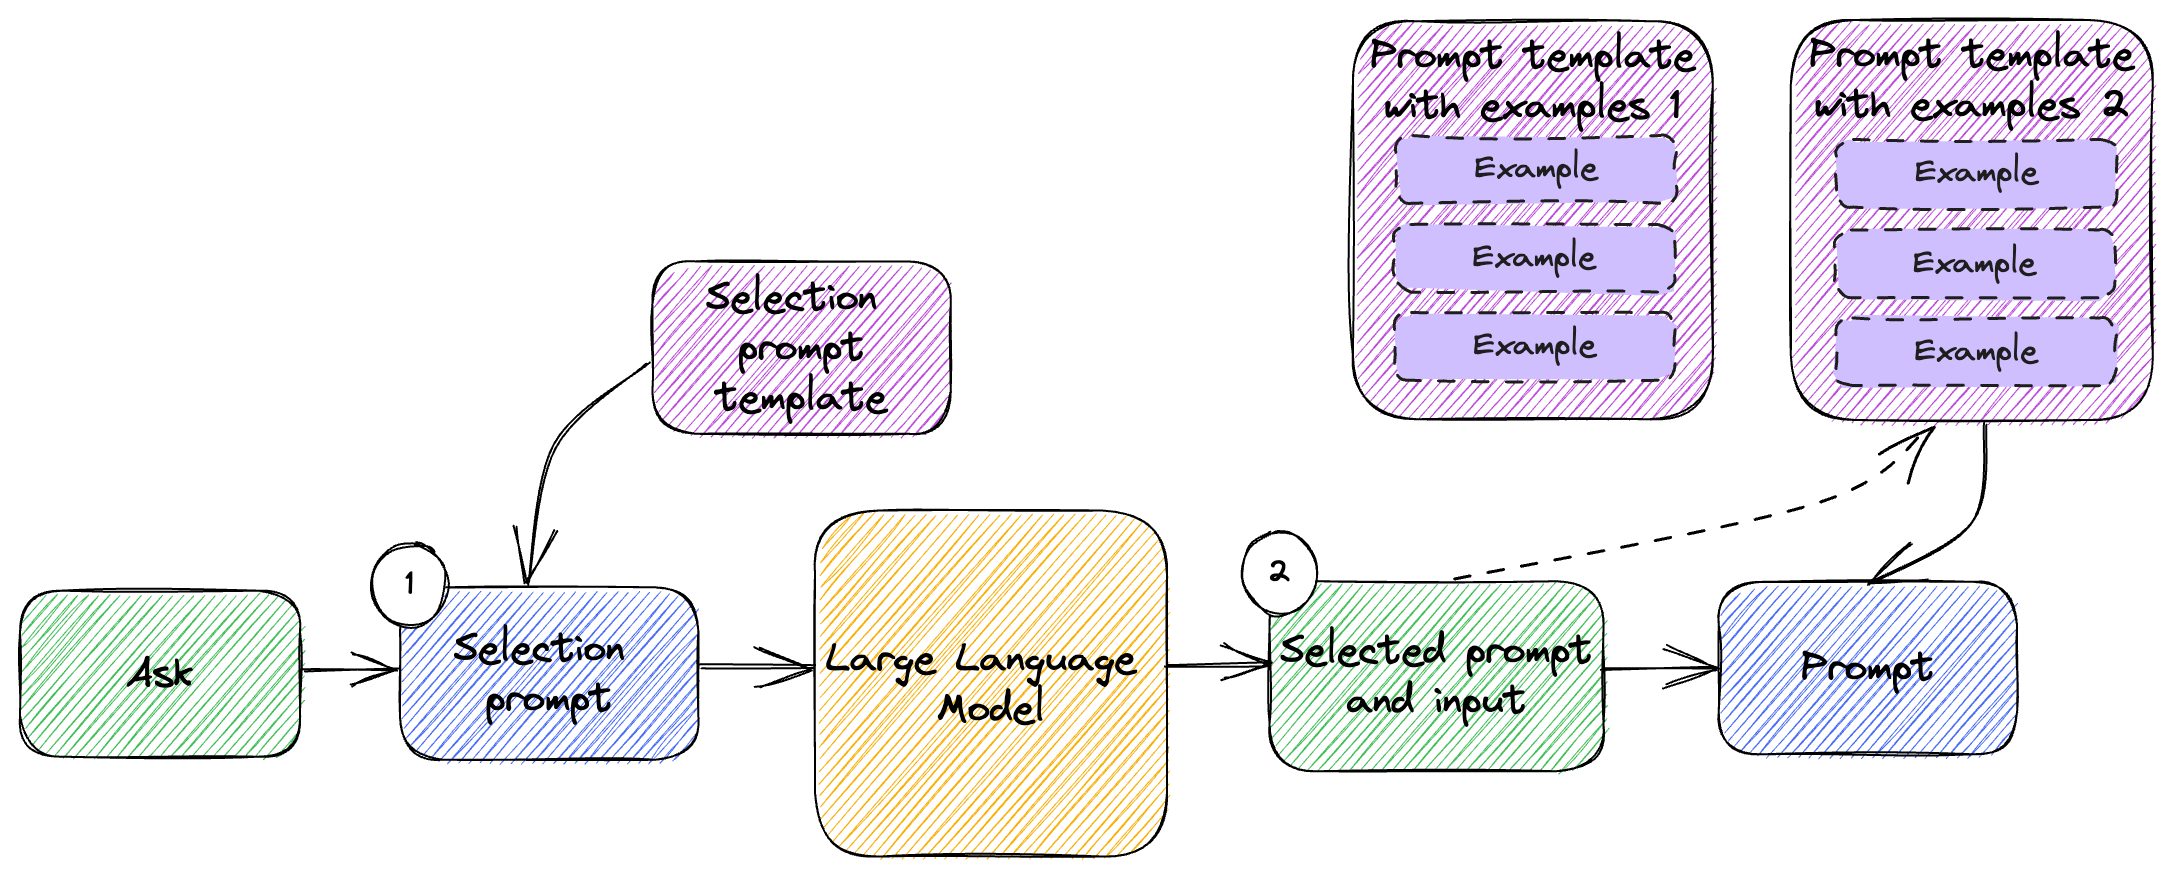 Prompt template
with examples 1
Example
Example
Example
Prompt template
with examples 2
Example
Example
Example
Selection
prompt
template
Ask
1
Selection
prompt
Large Language
Model
2
Selected prompt
and input
Prompt